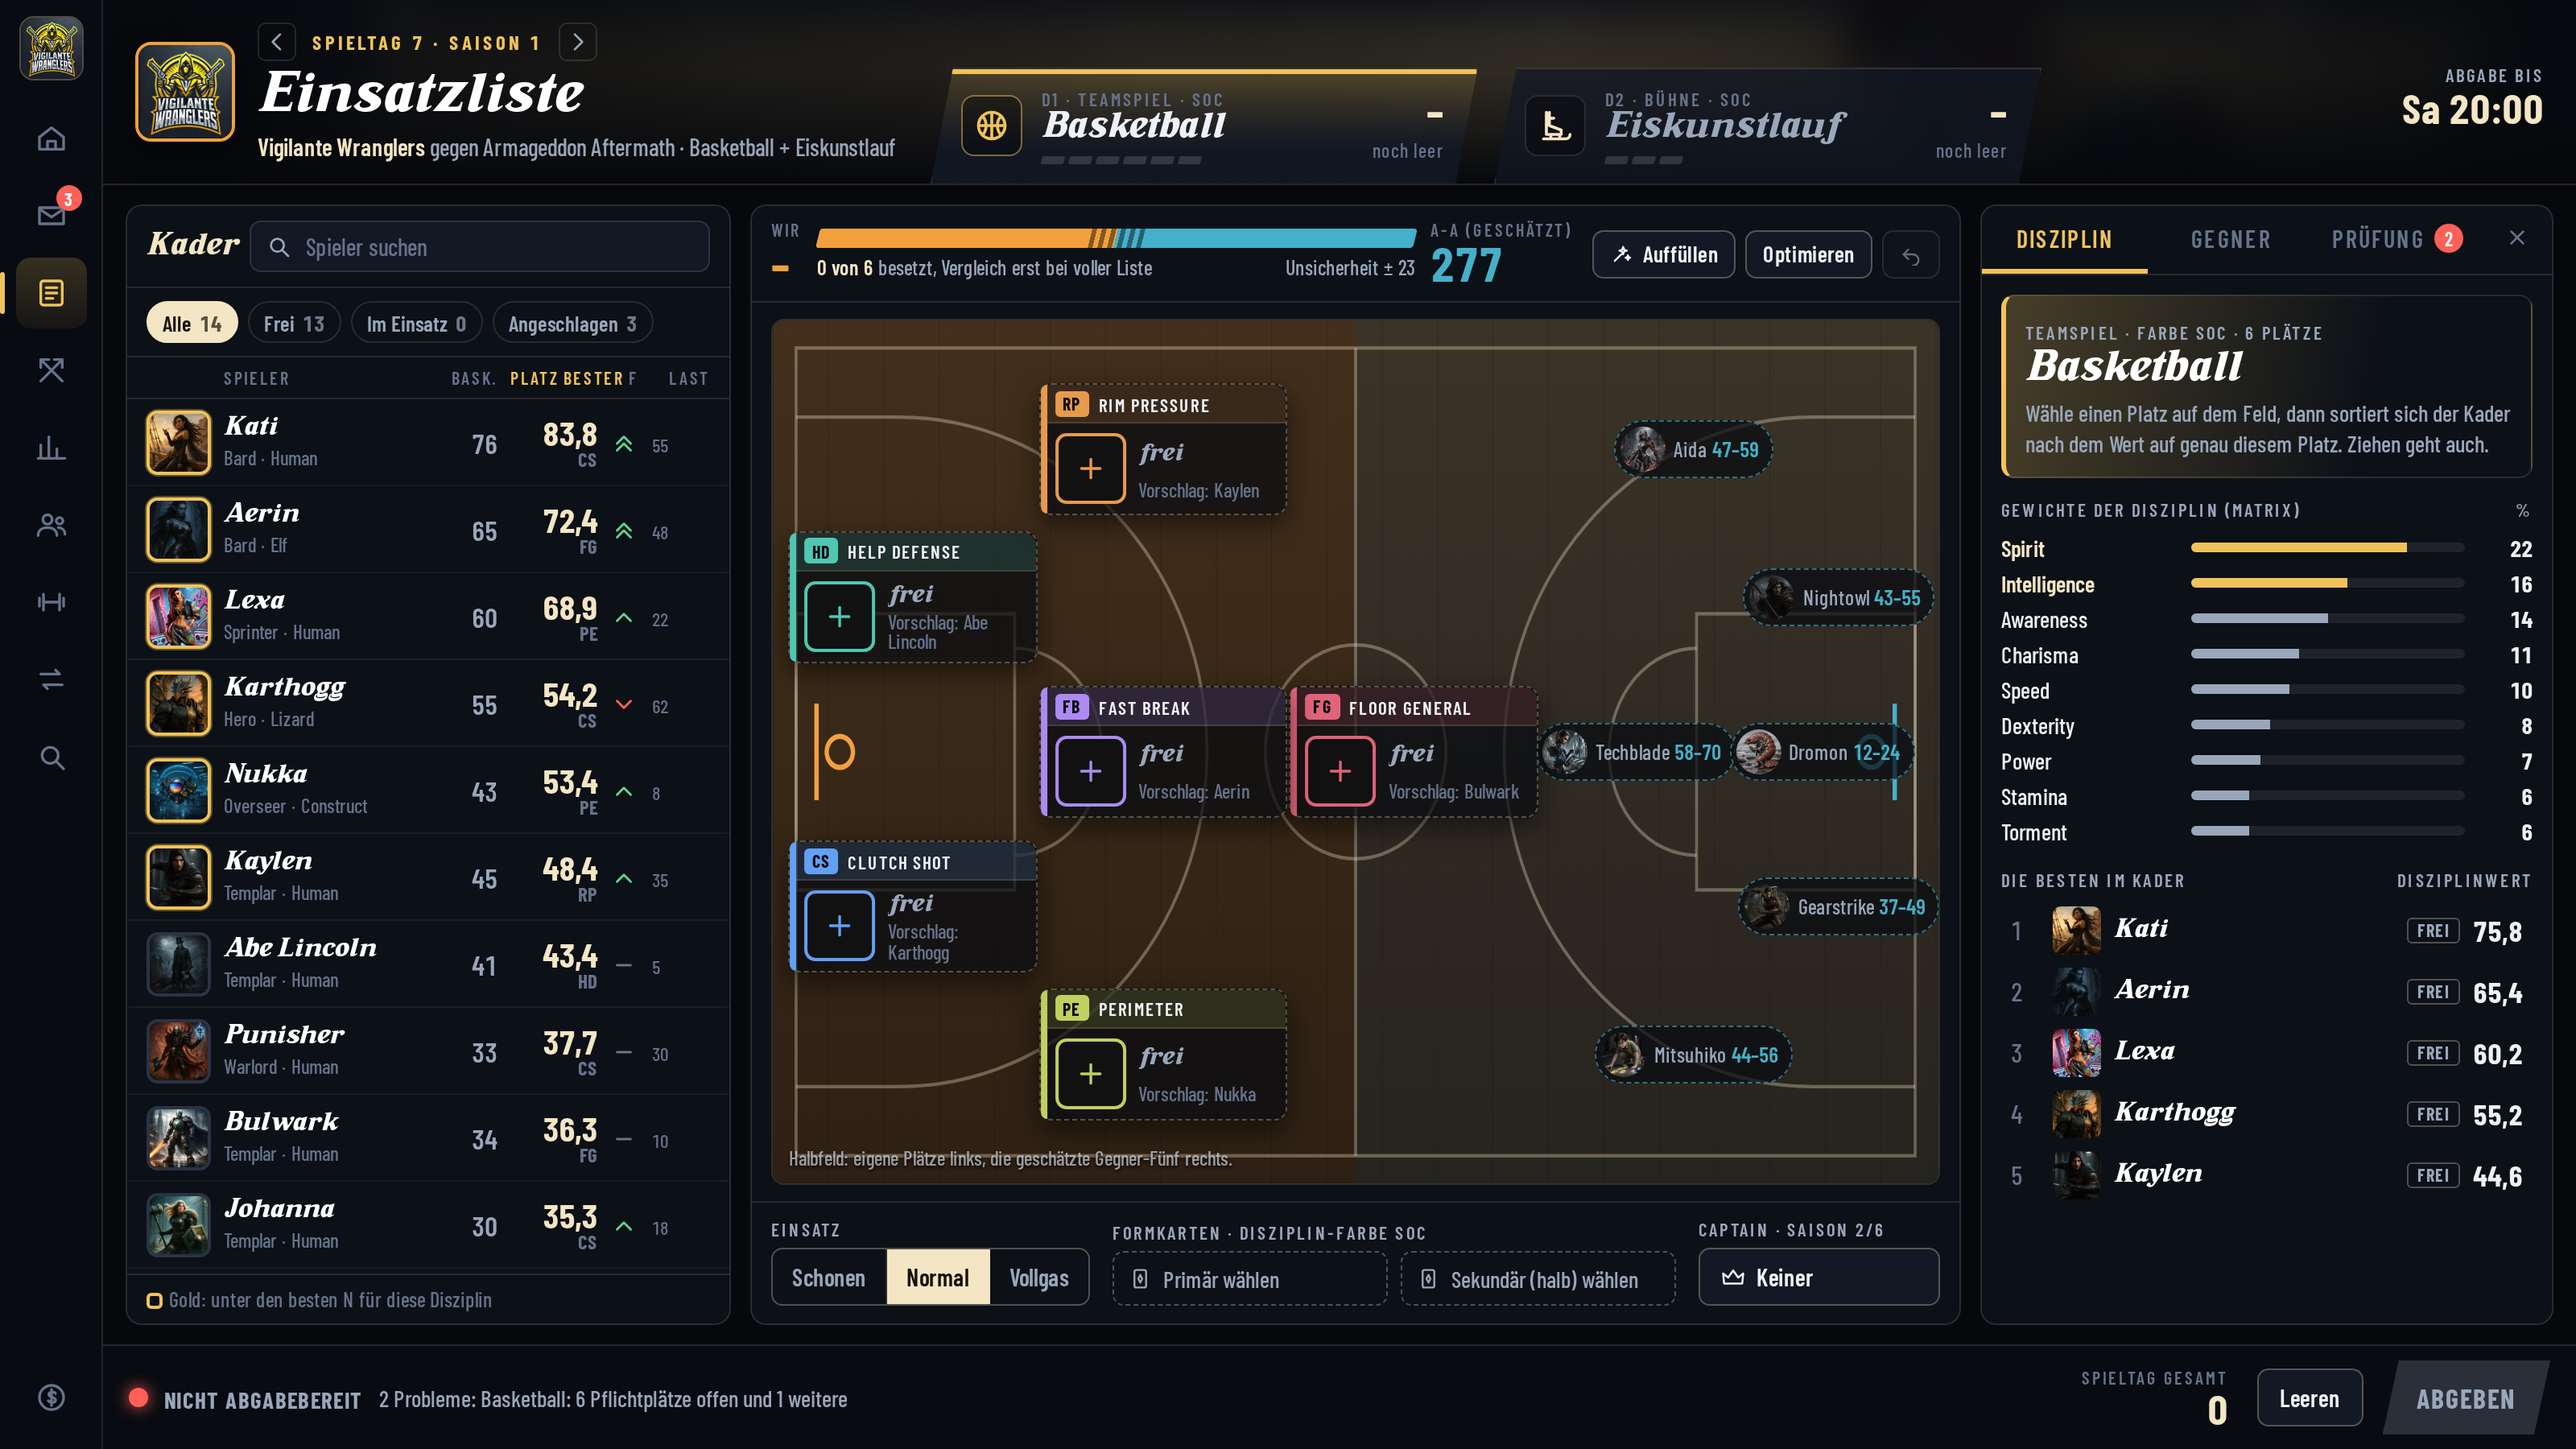 VIGILANTE WRANGLERS
VIGILANTE WRANGLERS
SPIELTAG 7 · SAISON 1
Einsatzliste
Vigilante Wranglers gegen Armageddon Aftermath · Basketball + Eiskunstlauf
D1 · TEAMSPIEL · SOC
Basketball
–
noch leer
D2 · BÜHNE · SOC
Eiskunstlauf
–
noch leer
ABGABE BIS
Sa 20:00
3
Kader
Spieler suchen
Alle 14
Frei 13
Im Einsatz 0
Angeschlagen 3
SPIELER BASK. PLATZ BESTER F LAST
Kati
Bard · Human
76 83,8 CS 55
Aerin
Bard · Elf
65 72,4 FG 48
Lexa
Sprinter · Human
60 68,9 PE 22
Karthogg
Hero · Lizard
55 54,2 CS 62
Nukka
Overseer · Construct
43 53,4 PE 8
Kaylen
Templar · Human
45 48,4 RP 35
Abe Lincoln
Templar · Human
41 43,4 HD – 5
Punisher
Warlord · Human
33 37,7 CS – 30
Bulwark
Templar · Human
34 36,3 FG – 10
Johanna
Templar · Human
30 35,3 CS 18
Gold: unter den besten N für diese Disziplin
WIR
–
0 von 6 besetzt, Vergleich erst bei voller Liste
Unsicherheit ± 23
A-A (GESCHÄTZT)
277
Auffüllen
Optimieren
RP RIM PRESSURE
frei
Vorschlag: Kaylen
HD HELP DEFENSE
frei
Vorschlag: Abe
Lincoln
FB FAST BREAK
frei
Vorschlag: Aerin
FG FLOOR GENERAL
frei
Vorschlag: Bulwark
CS CLUTCH SHOT
frei
Vorschlag:
Karthogg
PE PERIMETER
frei
Vorschlag: Nukka
Aida 47-59
Nightowl 43-55
Techblade 58-70
Dromon 12-24
Gearstrike 37-49
Mitsuhiko 44-56
Halbfeld: eigene Plätze links, die geschätzte Gegner-Fünf rechts.
EINSATZ
Schonen
Normal
Vollgas
FORMKARTEN · DISZIPLIN-FARBE SOC
Primär wählen
Sekundär (halb) wählen
CAPTAIN · SAISON 2/6
Keiner
DISZIPLIN
GEGNER
PRÜFUNG 2
TEAMSPIEL · FARBE SOC · 6 PLÄTZE
Basketball
Wähle einen Platz auf dem Feld, dann sortiert sich der Kader
nach dem Wert auf genau diesem Platz. Ziehen geht auch.
GEWICHTE DER DISZIPLIN (MATRIX) %
Spirit 22
Intelligence 16
Awareness 14
Charisma 11
Speed 10
Dexterity 8
Power 7
Stamina 6
Torment 6
DIE BESTEN IM KADER DISZIPLINWERT
1 Kati FREI 75,8
2 Aerin FREI 65,4
3 Lexa FREI 60,2
4 Karthogg FREI 55,2
5 Kaylen FREI 44,6
NICHT ABGABEBEREIT
2 Probleme: Basketball: 6 Pflichtplätze offen und 1 weitere
SPIELTAG GESAMT
0
Leeren
ABGEBEN